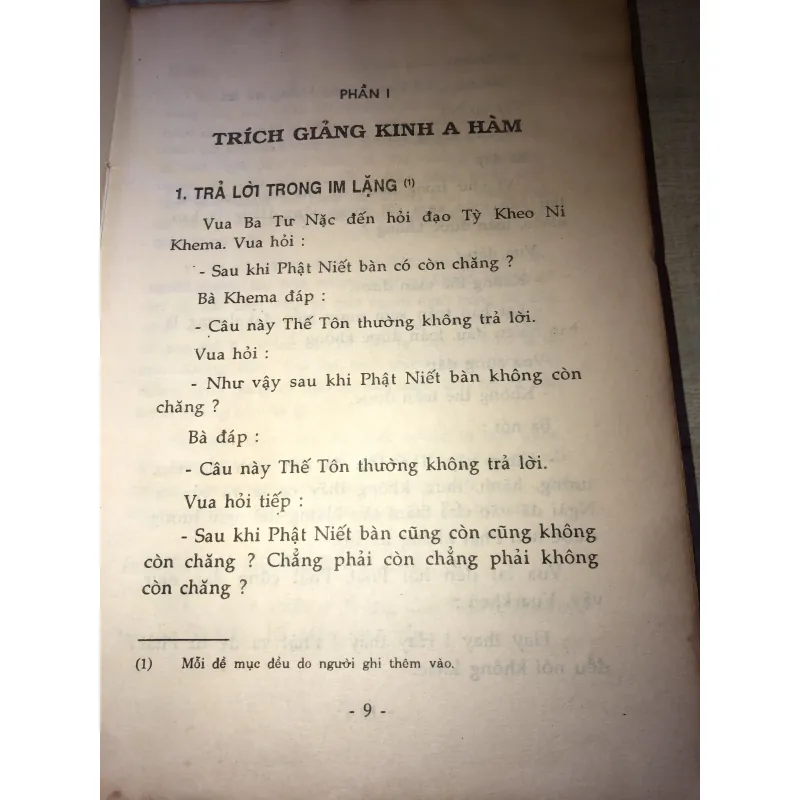 PHẦN I
TRÍCH GIẢNG KINH A HÀM
1. TRẢ LỜI TRONG IM LẶNG (1)
Vua Ba Tư Nặc đến hỏi đạo Tỳ Kheo Ni
Khema. Vua hỏi :
- Sau khi Phật Niết bàn có còn chăng ?
Bà Khema đáp :
- Câu này Thế Tôn thường không trả lời.
Vua hỏi :
- Như vậy sau khi Phật Niết bàn không còn
chăng ?
Bà đáp :
- Câu này Thế Tôn thường không trả lời.
Vua hỏi tiếp :
- Sau khi Phật Niết bàn cũng còn cũng không
còn chăng ? Chẳng phải còn chẳng phải không
còn chăng ?
(1) Mỗi đề mục đều do người ghi thêm vào.
- 9 -